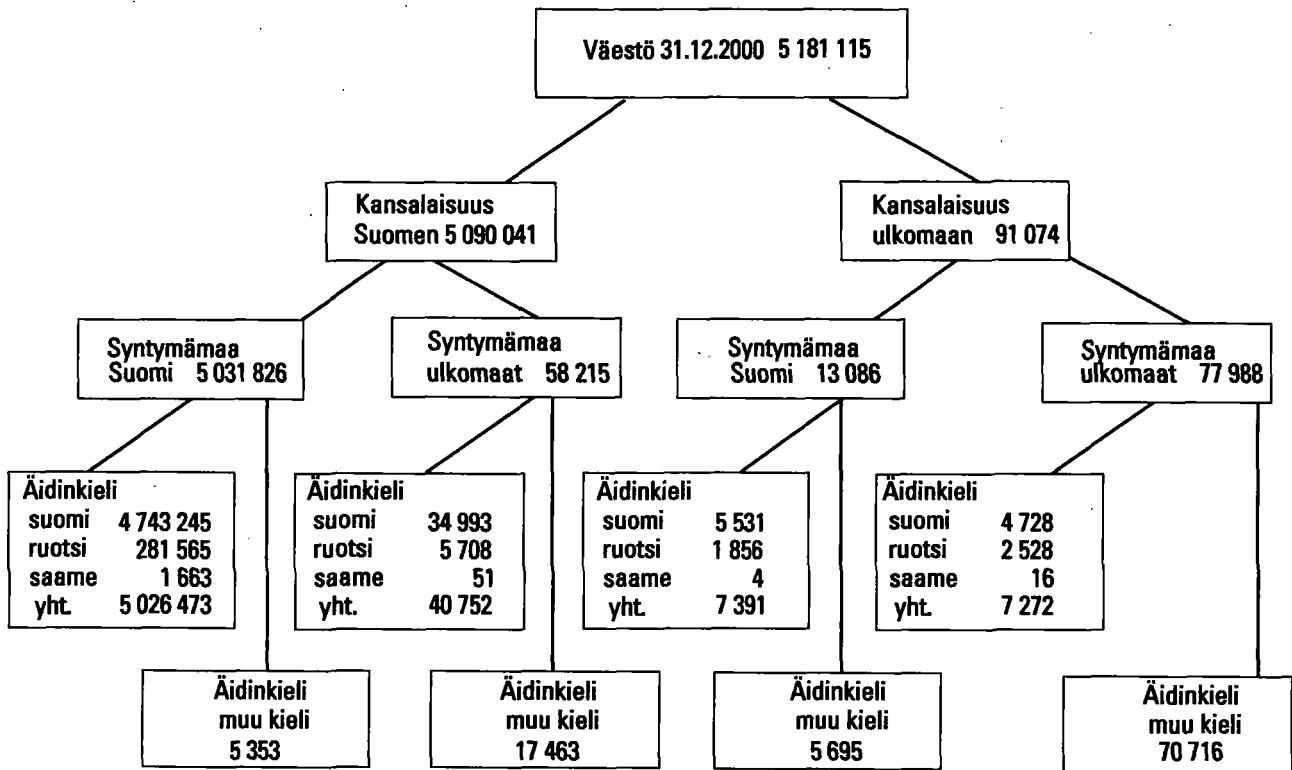 Väestö 31.12.2000 5 181 115
Kansalaisuus
Suomen 5 090 041
Kansalaisuus
ulkomaan 91 074
Syntymämaa
Suomi 5 031 826
Syntymämaa
ulkomaat 58 215
Syntymämaa
Suomi 13 086
Syntymämaa
ulkomaat 77 988
Äidinkieli
suomi 4 743 245
ruotsi 281 565
saame 1 663
yht. 5 026 473
Äidinkieli
suomi 34 993
ruotsi 5 708
saame 51
yht. 40 752
Äidinkieli
suomi 5 531
ruotsi 1 856
saame 4
yht. 7 391
Äidinkieli
suomi 4 728
ruotsi 2 528
saame 16
yht. 7 272
Äidinkieli
muu kieli
5 353
Äidinkieli
muu kieli
17 463
Äidinkieli
muu kieli
5 695
Äidinkieli
muu kieli
70 716